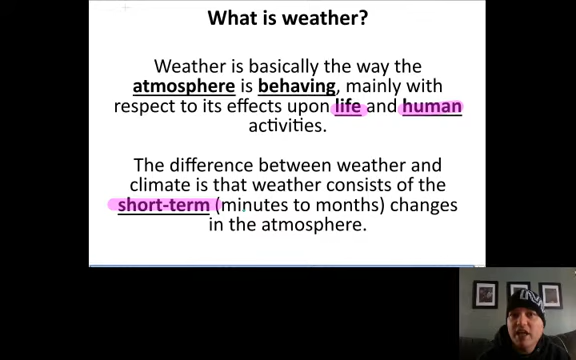 What is weather?
Weather is basically the way the
atmosphere is behaving, mainly with
respect to its effects upon life and human
activities.
The difference between weather and
climate is that weather consists of the
short-term (minutes to months) changes
in the atmosphere.